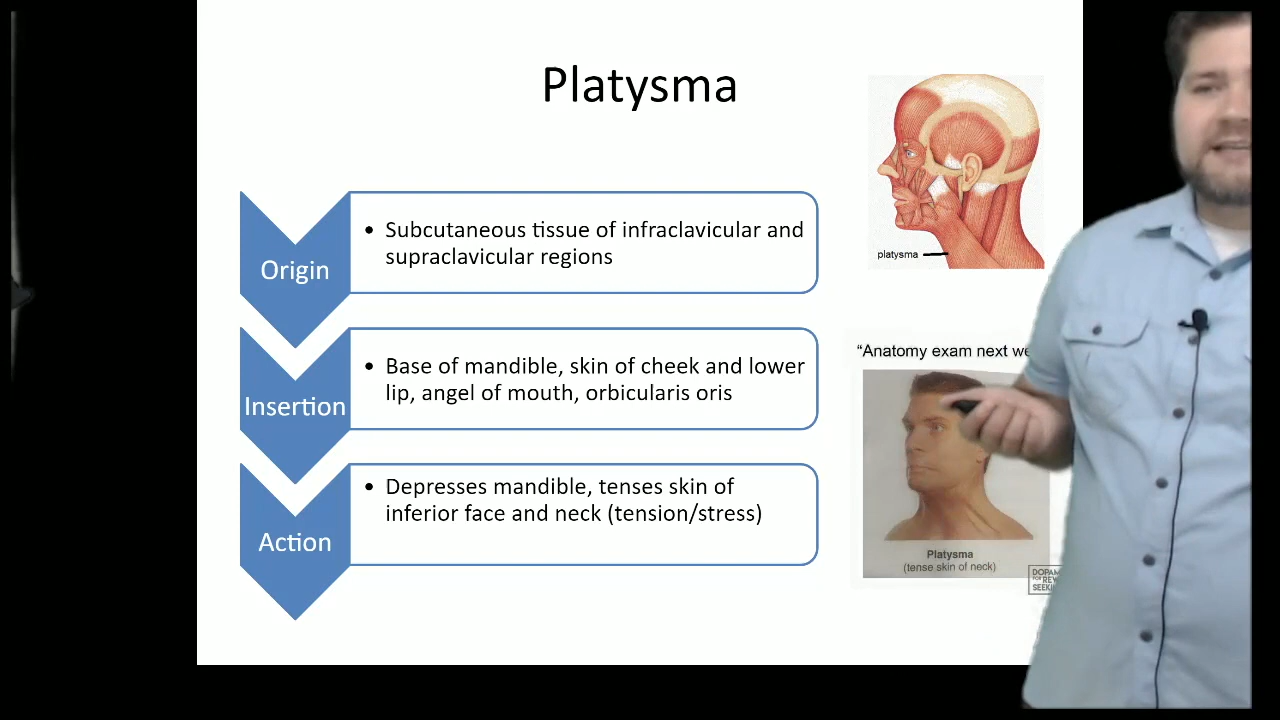 Platysma
Origin
• Subcutaneous tissue of infraclavicular and
supraclavicular regions
Insertion
• Base of mandible, skin of cheek and lower
lip, angel of mouth, orbicularis oris
Action
• Depresses mandible, tenses skin of
inferior face and neck (tension/stress)
platysma
“Anatomy exam next
Platysma
(tense skin of neck)
FOR